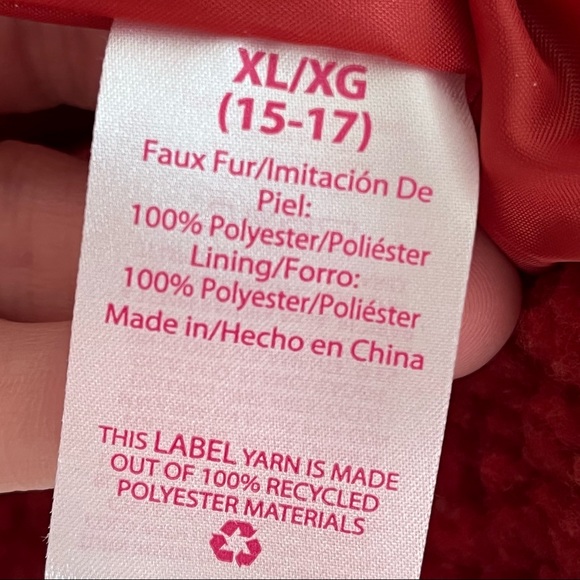 XL/XG
(15-17)
Faux Fur/Imitación De
Piel:
100% Polyester/Poliéster
Lining/Forro:
100% Polyester/Poliéster
Made in/Hecho en China
THIS LABEL YARN IS MADE
OUT OF 100% RECYCLED
POLYESTER MATERIALS